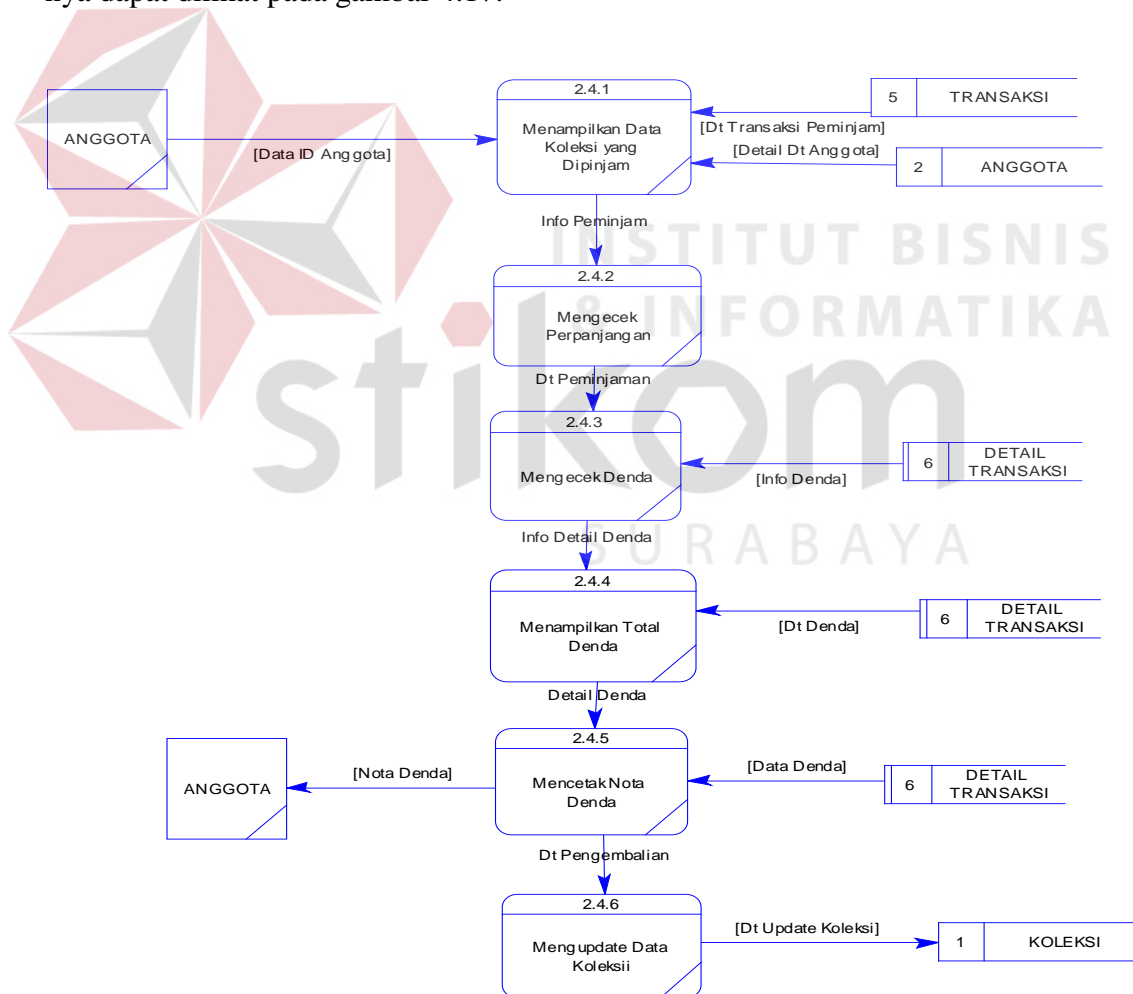 nya dapat dilihat pada gambar 4.17.
2.4.1
5
TRANSAKSI
ANGGOTA
Menampilkan Data
Koleksi yang
Dipinjam
[Dt Transaksi Peminjam]
[Data ID Anggota]
[Detail Dt Anggota]
2
ANGGOTA
Info Peminjam
INSTITUT BISNIS
& INFORMATIKA
2.4.2
Mengecek
Perpanjangan
stikom
Dt Peminjaman
2.4.3
Mengecek Denda
[Info Denda]
6
DETAIL
TRANSAKSI
Info Detail Denda
SURABAYA
2.4.4
Menampilkan Total
Denda
[Dt Denda]
6
DETAIL
TRANSAKSI
Detail Denda
2.4.5
ANGGOTA
[Nota Denda]
Mencetak Nota
Denda
[Data Denda]
6
DETAIL
TRANSAKSI
Dt Pengembalian
2.4.6
Mengupdate Data
Koleksii
[Dt Update Koleksi]
1
KOLEKSI